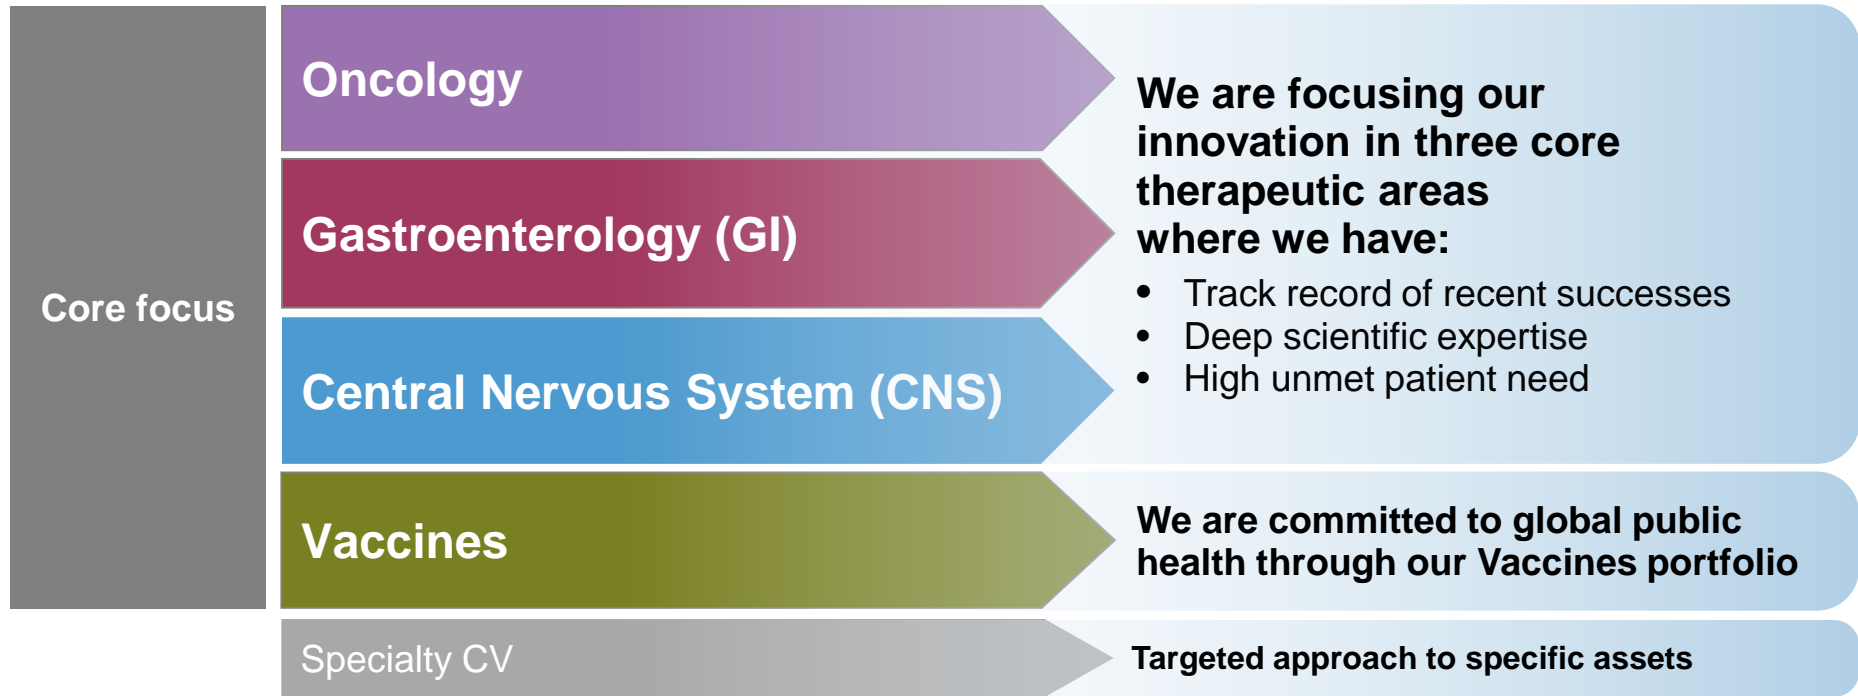 Core focus
Oncology
Gastroenterology (GI)
Central Nervous System (CNS)
We are focusing our
innovation in three core
therapeutic areas
where we have:
• Track record of recent successes
• Deep scientific expertise
• High unmet patient need
Vaccines
We are committed to global public
health through our Vaccines portfolio
Specialty CV
Targeted approach to specific assets